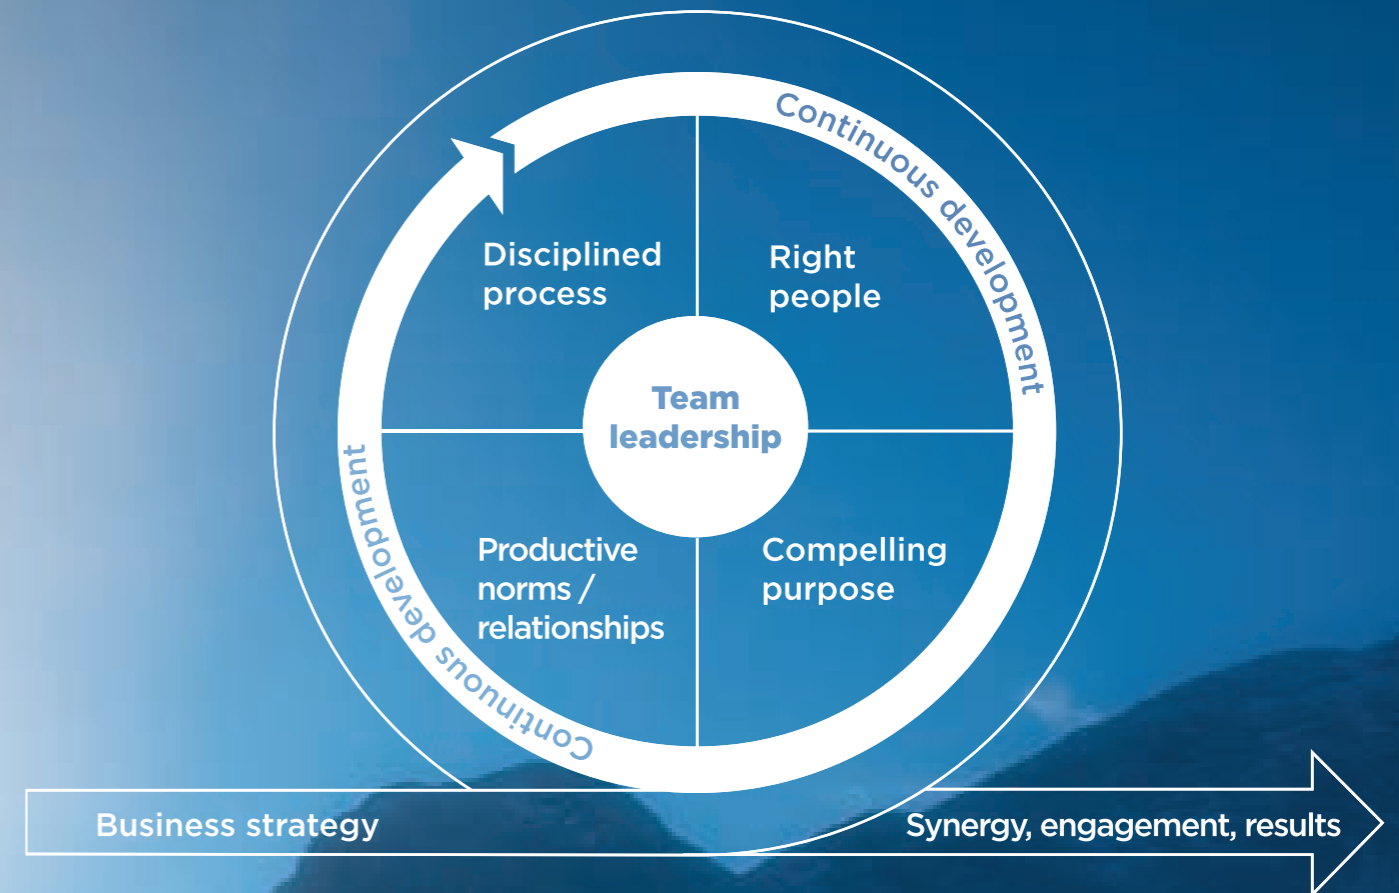 Continuous development
Disciplined
process
Right
people
Team
leadership
Productive
norms /
relationships
Compelling
purpose
Continuous development
Business strategy
Synergy, engagement, results